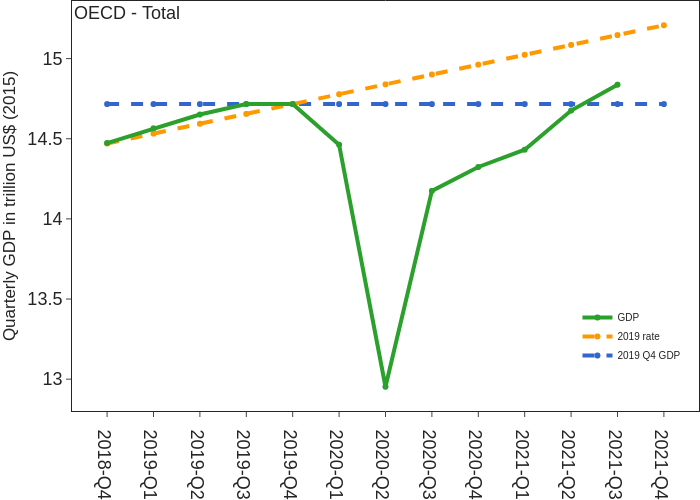 OECD - Total
Quarterly GDP in trillion US$ (2015)
15
14.5
14
13.5
13
GDP
2019 rate
2019 Q4 GDP
2018-Q4
2019-Q1
2019-Q2
2019-Q3
2019-Q4
2020-Q1
2020-Q2
2020-Q3
2020-Q4
2021-Q1
2021-Q2
2021-Q3
2021-Q4